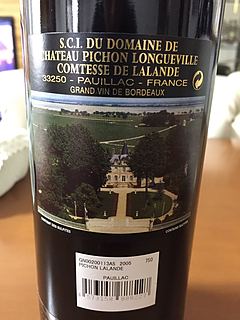 S.C.I. DU DOMAINE DE
CHATEAU PICHON LONGUEVILLE
COMTESSE DE LALANDE
33250 - PAUILLAC - FRANCE
GRAND VIN DE BORDEAUX
2005 750
PICHON LALANDE
PAUILLAC